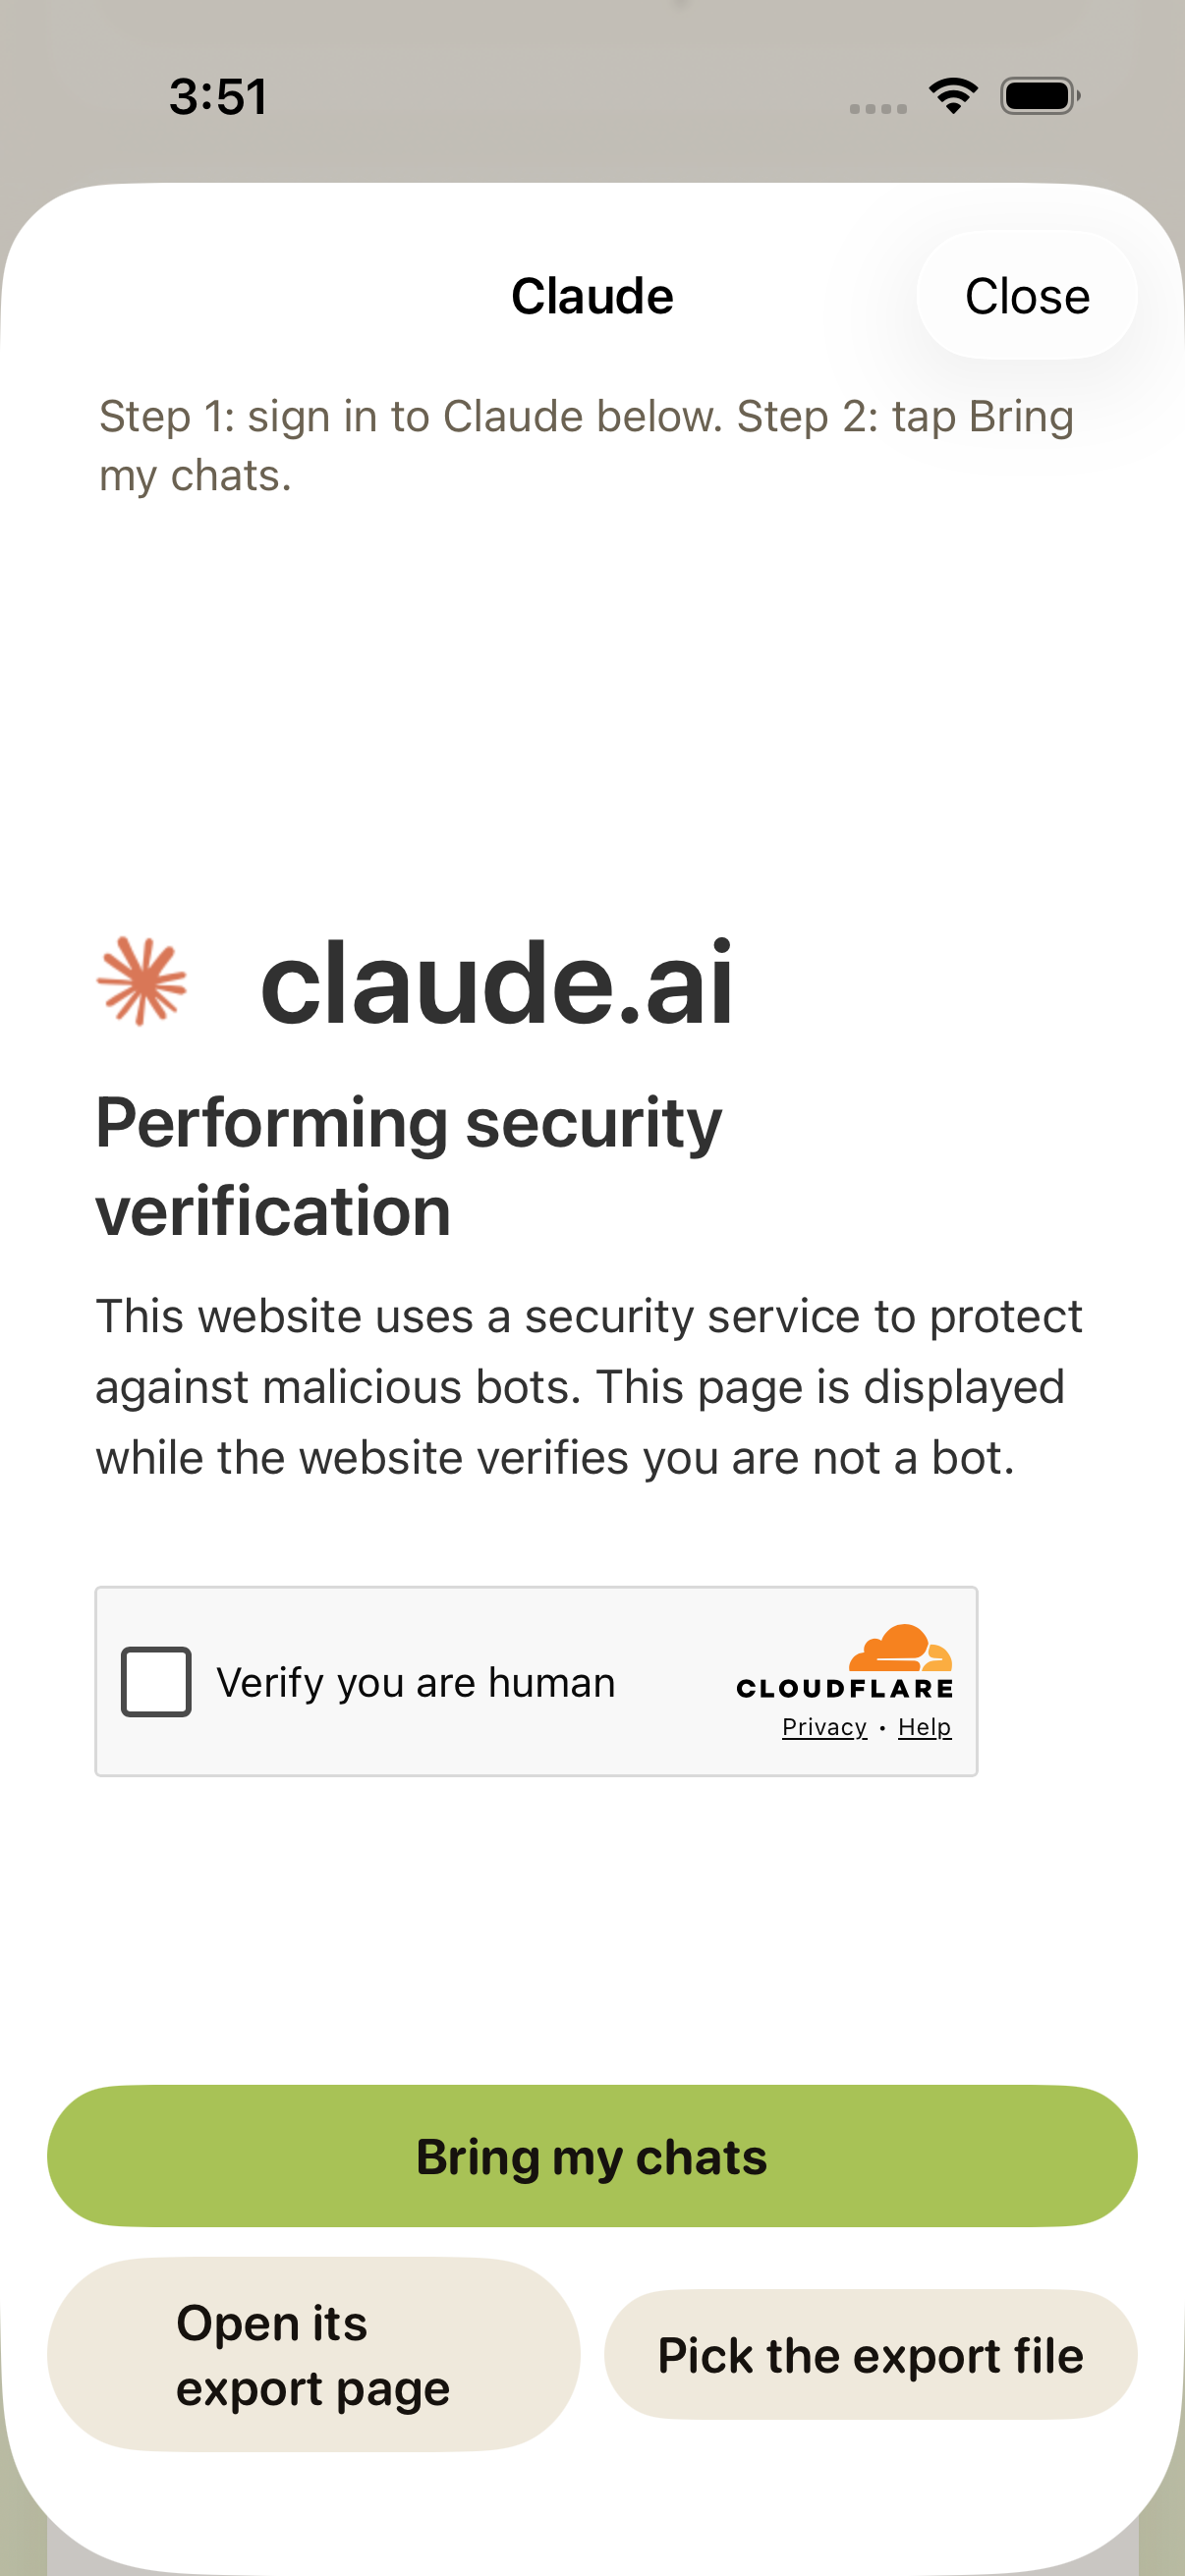 3:51
Claude
Close
Step 1: sign in to Claude below. Step 2: tap Bring
my chats.
claude.ai
Performing security
verification
This website uses a security service to protect
against malicious bots. This page is displayed
while the website verifies you are not a bot.
Verify you are human
CLOUDFLARE
Privacy • Help
Bring my chats
Open its
export page
Pick the export file